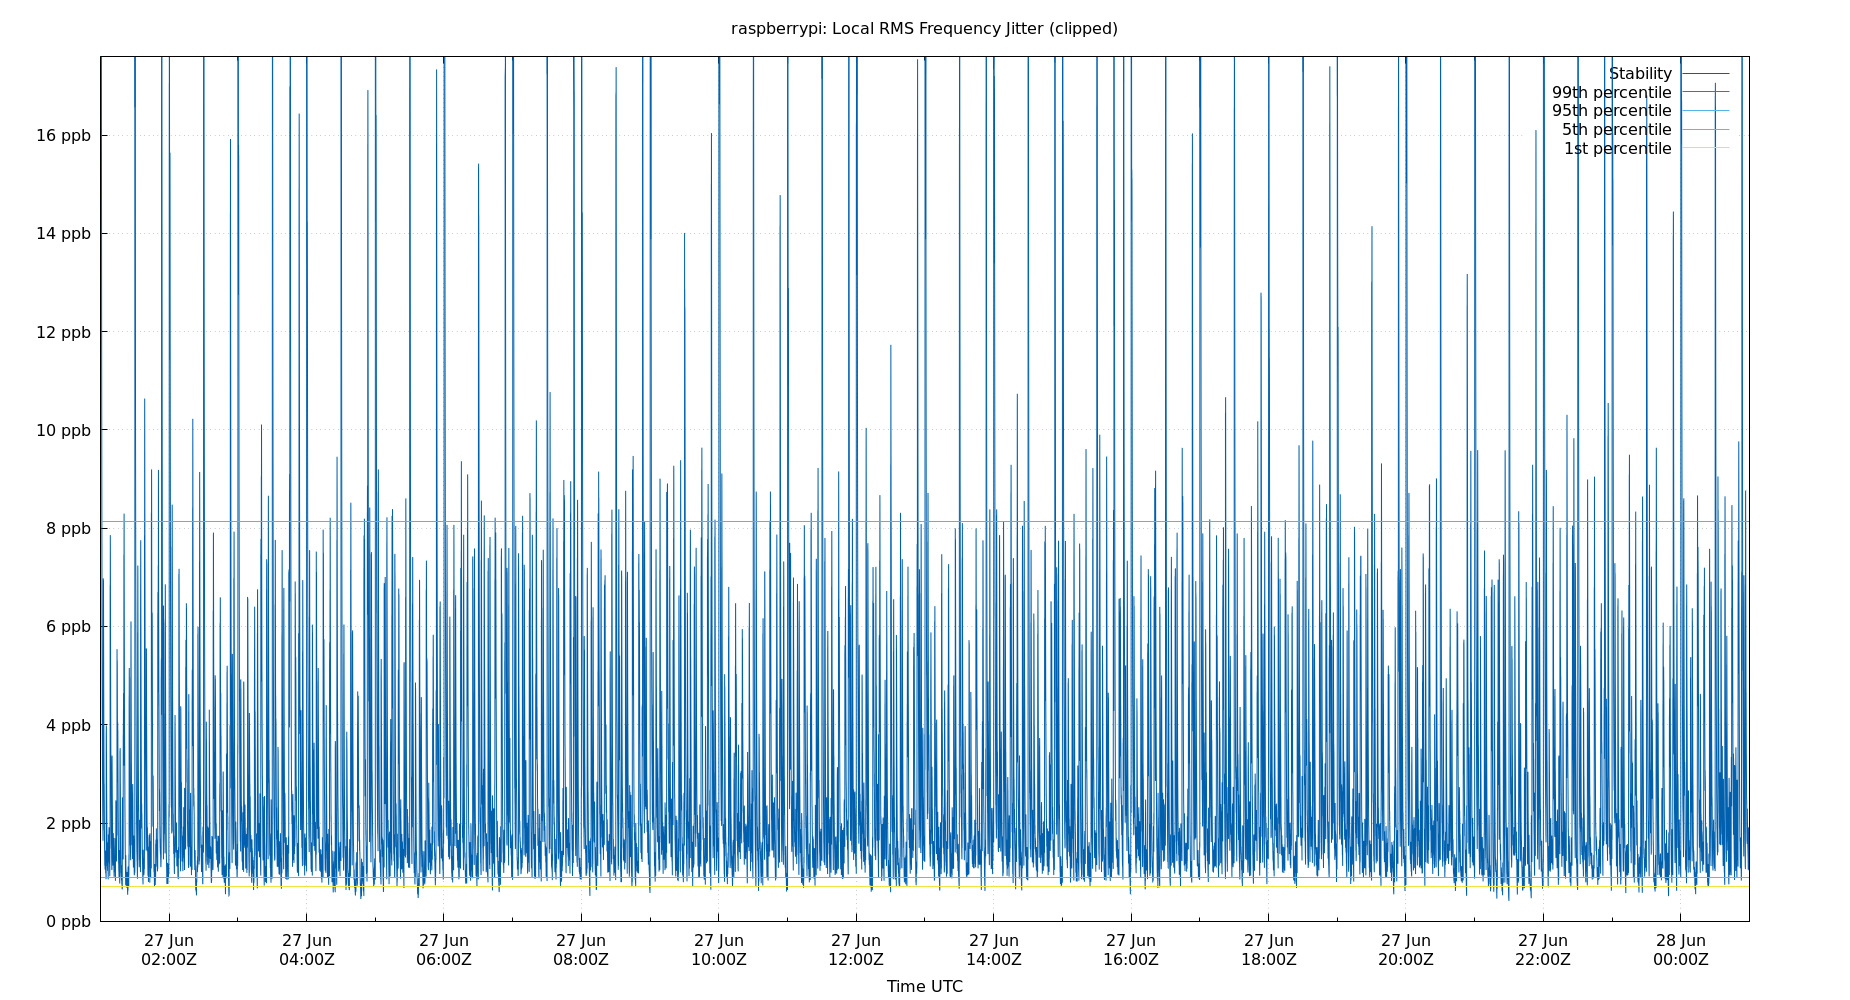 raspberrypi: Local RMS Frequency Jitter (clipped)
Stability
99th percentile
95th percentile
5th percentile
1st percentile
16 ppb
14 ppb
12 ppb
10 ppb
8 ppb
6 ppb
4 ppb
2 ppb
0 ppb
27 Jun 27 Jun 27 Jun 27 Jun 27 Jun 27 Jun 27 Jun 27 Jun 27 Jun 27 Jun 27 Jun 28 Jun
02:00Z 04:00Z 06:00Z 08:00Z 10:00Z 12:00Z 14:00Z 16:00Z 18:00Z 20:00Z 22:00Z 00:00Z
Time UTC